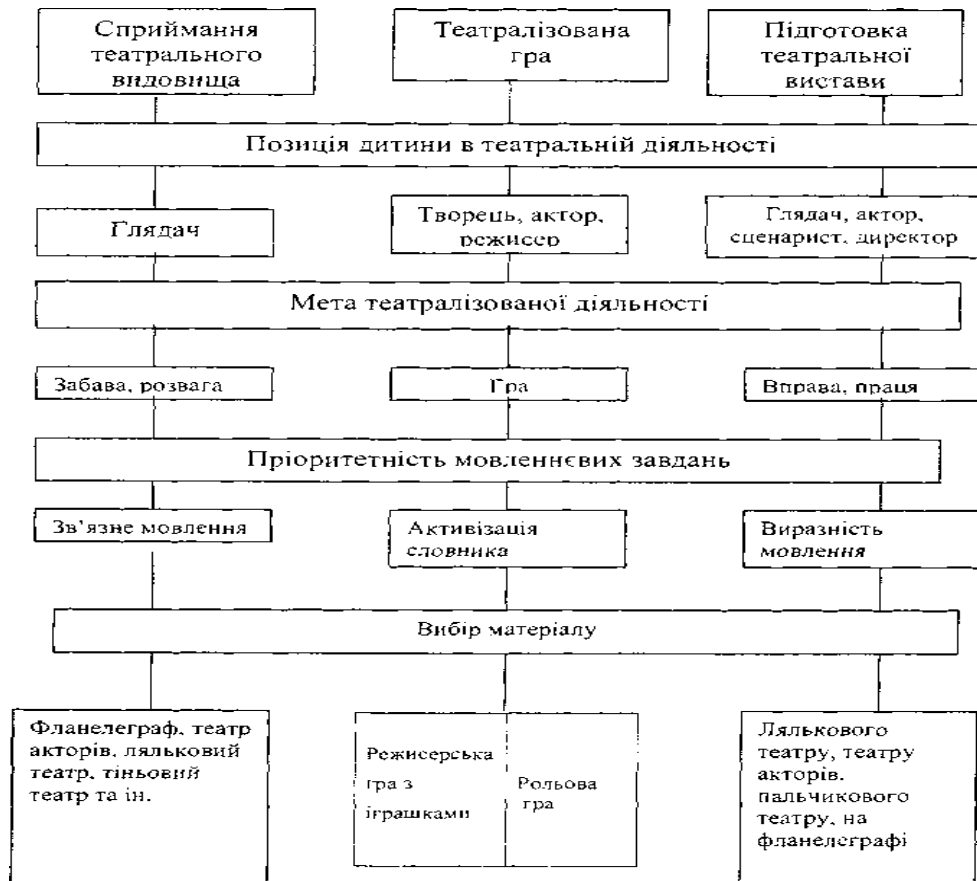 Сприймання
театрального
видовища
Театралізована
гра
Підготовка
театральної
вистави
Позиція дитини в театральній діяльності
Глядач
Творець, актор,
режисер
Глядач, актор,
сценарист, директор
Мета театралізованої діяльності
Забава, розвага
Гра
Вправа, праця
Пріоритетність мовленнєвих завдань
Зв’язне мовлення
Активізація
словника
Виразність
мовлення
Вибір матеріалу
Фланелеграф, театр
акторів, ляльковий
театр, тіньовий
театр та ін.
Режисерська
гра з
іграшками
Рольова
гра
Лялькового
театру, театру
акторів.
пальчикового
театру, на
фланелеграфі